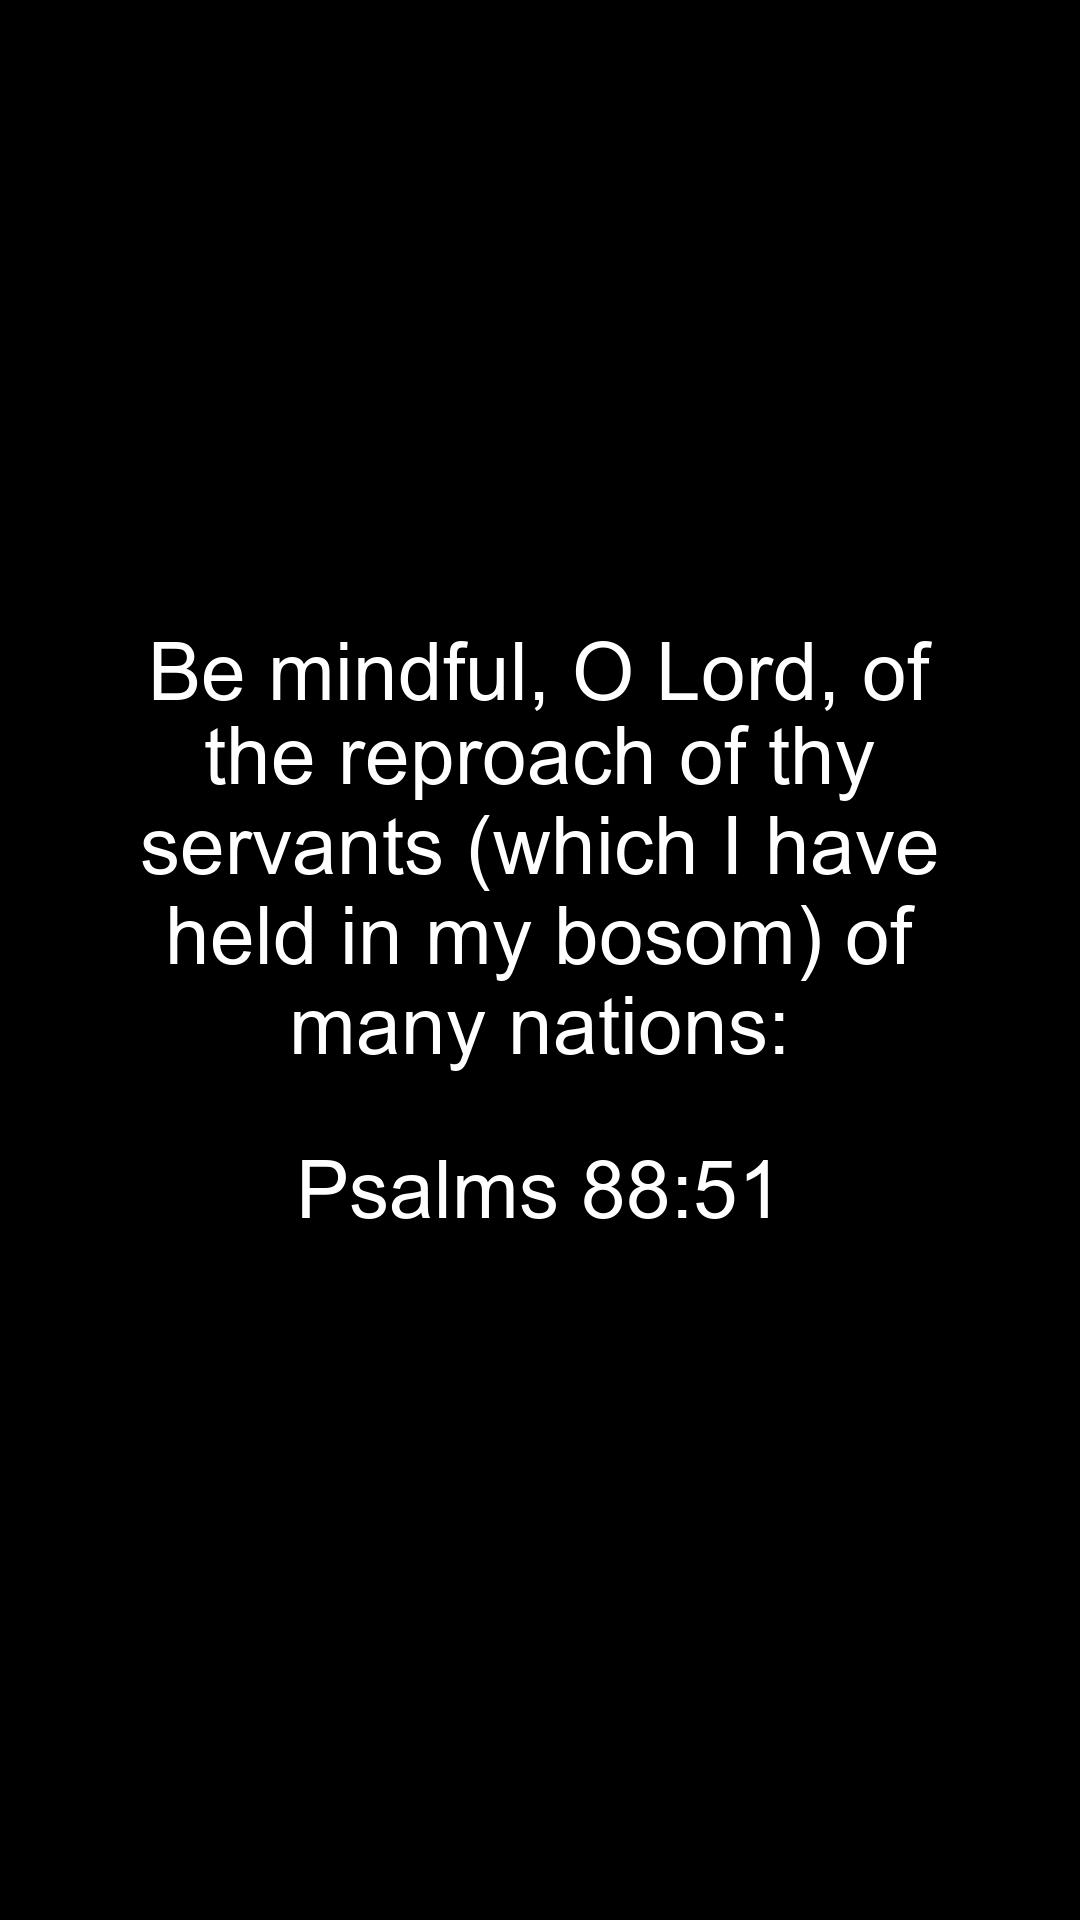 Be mindful, O Lord, of
the reproach of thy
servants (which I have
held in my bosom) of
many nations:
Psalms 88:51